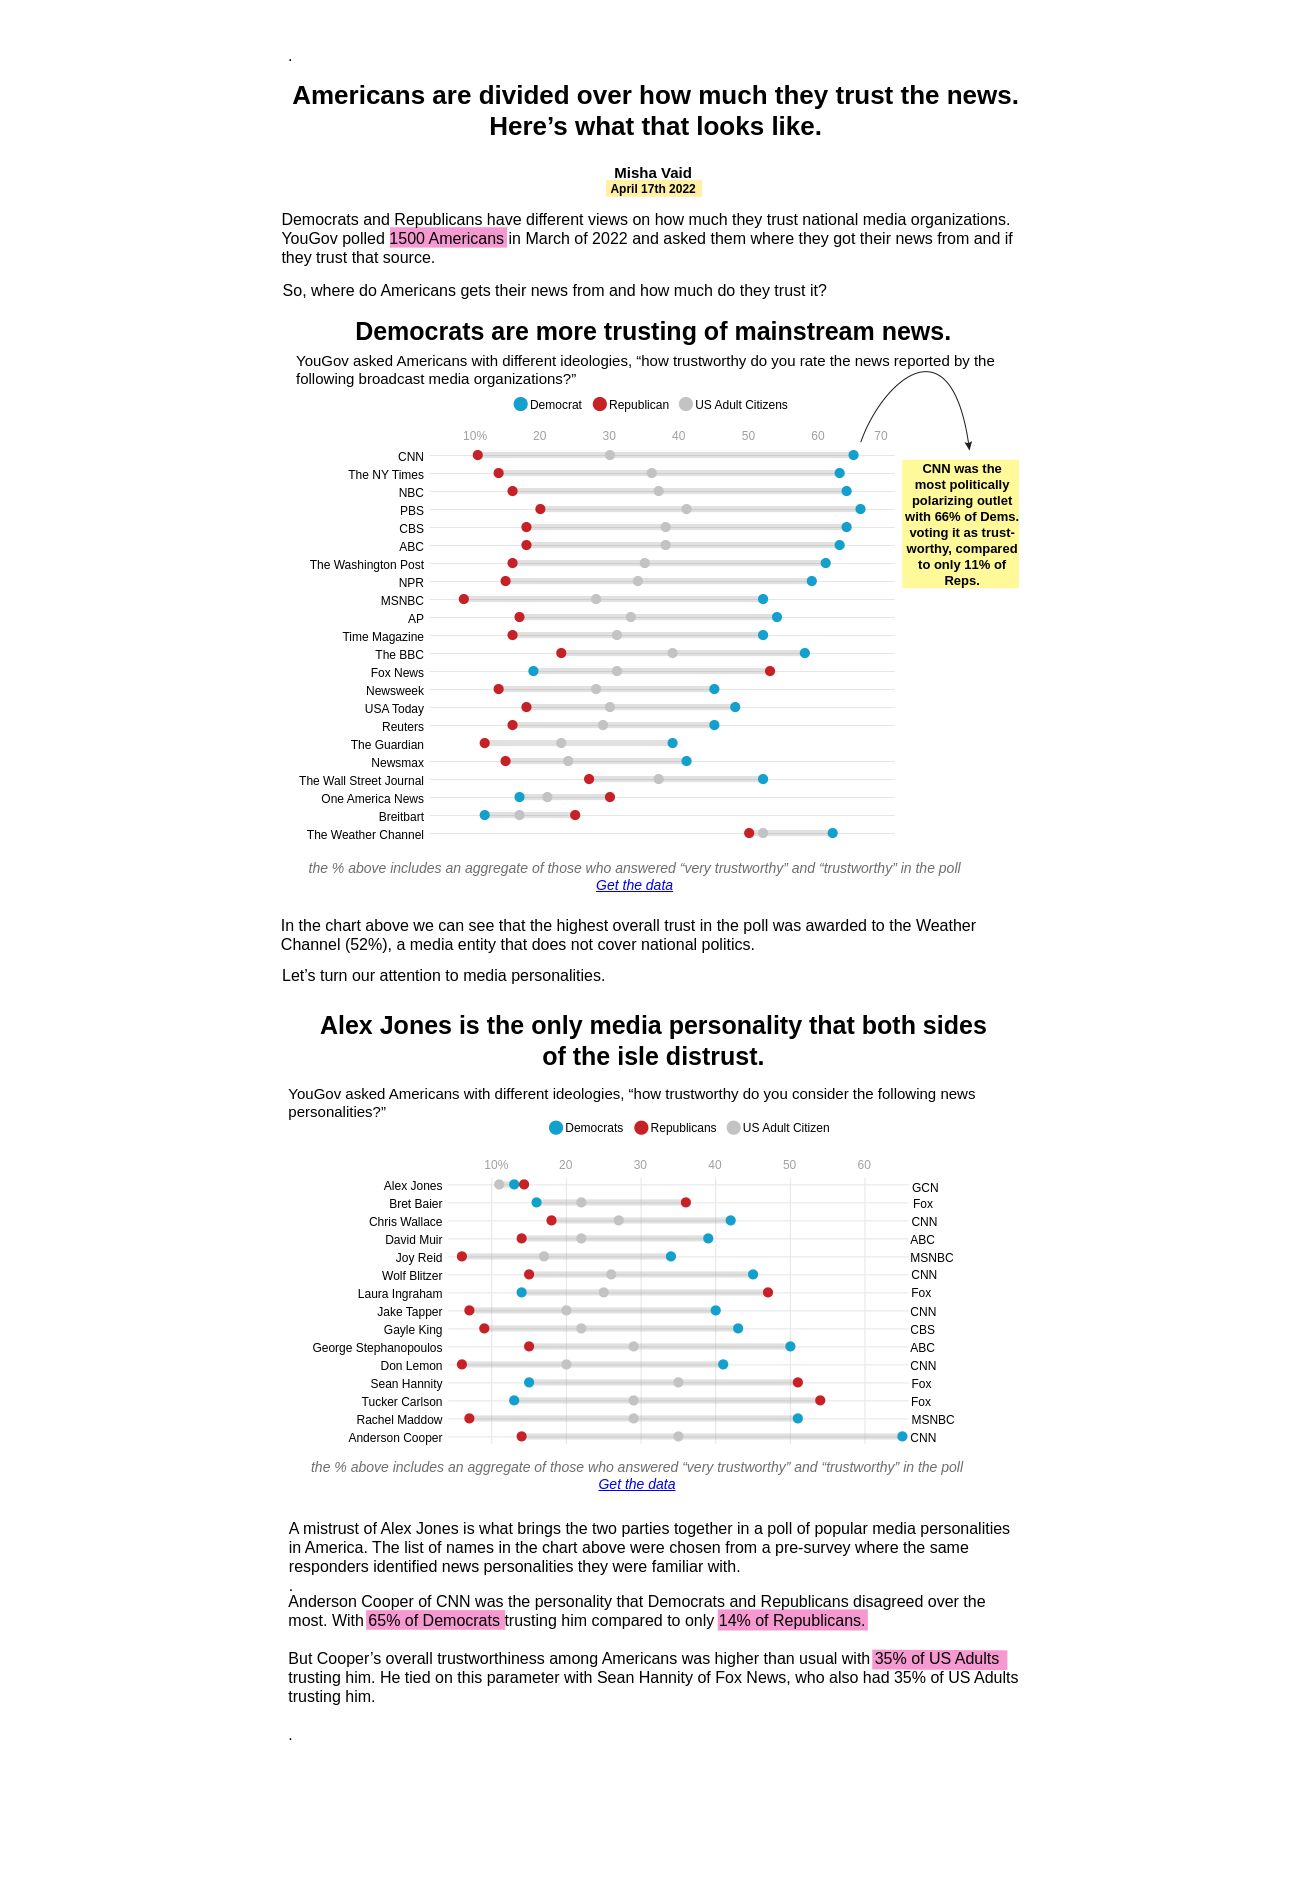 .
Americans are divided over how much they trust the news.
Here’s what that looks like.
Misha Vaid
April 17th 2022
Democrats and Republicans have different views on how much they trust national media organizations.
YouGov polled 1500 Americans in March of 2022 and asked them where they got their news from and if
they trust that source.
So, where do Americans gets their news from and how much do they trust it?
Democrats are more trusting of mainstream news.
YouGov asked Americans with different ideologies, “how trustworthy do you rate the news reported by the
following broadcast media organizations?”
Democrat Republican US Adult Citizens
10% 20 30 40 50 60 70
CNN
The NY Times
NBC
PBS
CBS
ABC
The Washington Post
NPR
MSNBC
AP
Time Magazine
The BBC
Fox News
Newsweek
USA Today
Reuters
The Guardian
Newsmax
The Wall Street Journal
One America News
Breitbart
The Weather Channel
CNN was the
most politically
polarizing outlet
with 66% of Dems.
voting it as trust-
worthy, compared
to only 11% of
Reps.
the % above includes an aggregate of those who answered “very trustworthy” and “trustworthy” in the poll
Get the data
In the chart above we can see that the highest overall trust in the poll was awarded to the Weather
Channel (52%), a media entity that does not cover national politics.
Let’s turn our attention to media personalities.
Alex Jones is the only media personality that both sides
of the isle distrust.
YouGov asked Americans with different ideologies, “how trustworthy do you consider the following news
personalities?”
Democrats Republicans US Adult Citizen
10% 20 30 40 50 60
Alex Jones GCN
Bret Baier Fox
Chris Wallace CNN
David Muir ABC
Joy Reid MSNBC
Wolf Blitzer CNN
Laura Ingraham Fox
Jake Tapper CNN
Gayle King CBS
George Stephanopoulos ABC
Don Lemon CNN
Sean Hannity Fox
Tucker Carlson Fox
Rachel Maddow MSNBC
Anderson Cooper CNN
the % above includes an aggregate of those who answered “very trustworthy” and “trustworthy” in the poll
Get the data
A mistrust of Alex Jones is what brings the two parties together in a poll of popular media personalities
in America. The list of names in the chart above were chosen from a pre-survey where the same
responders identified news personalities they were familiar with.
.
Anderson Cooper of CNN was the personality that Democrats and Republicans disagreed over the
most. With 65% of Democrats trusting him compared to only 14% of Republicans.
But Cooper’s overall trustworthiness among Americans was higher than usual with 35% of US Adults
trusting him. He tied on this parameter with Sean Hannity of Fox News, who also had 35% of US Adults
trusting him.
.